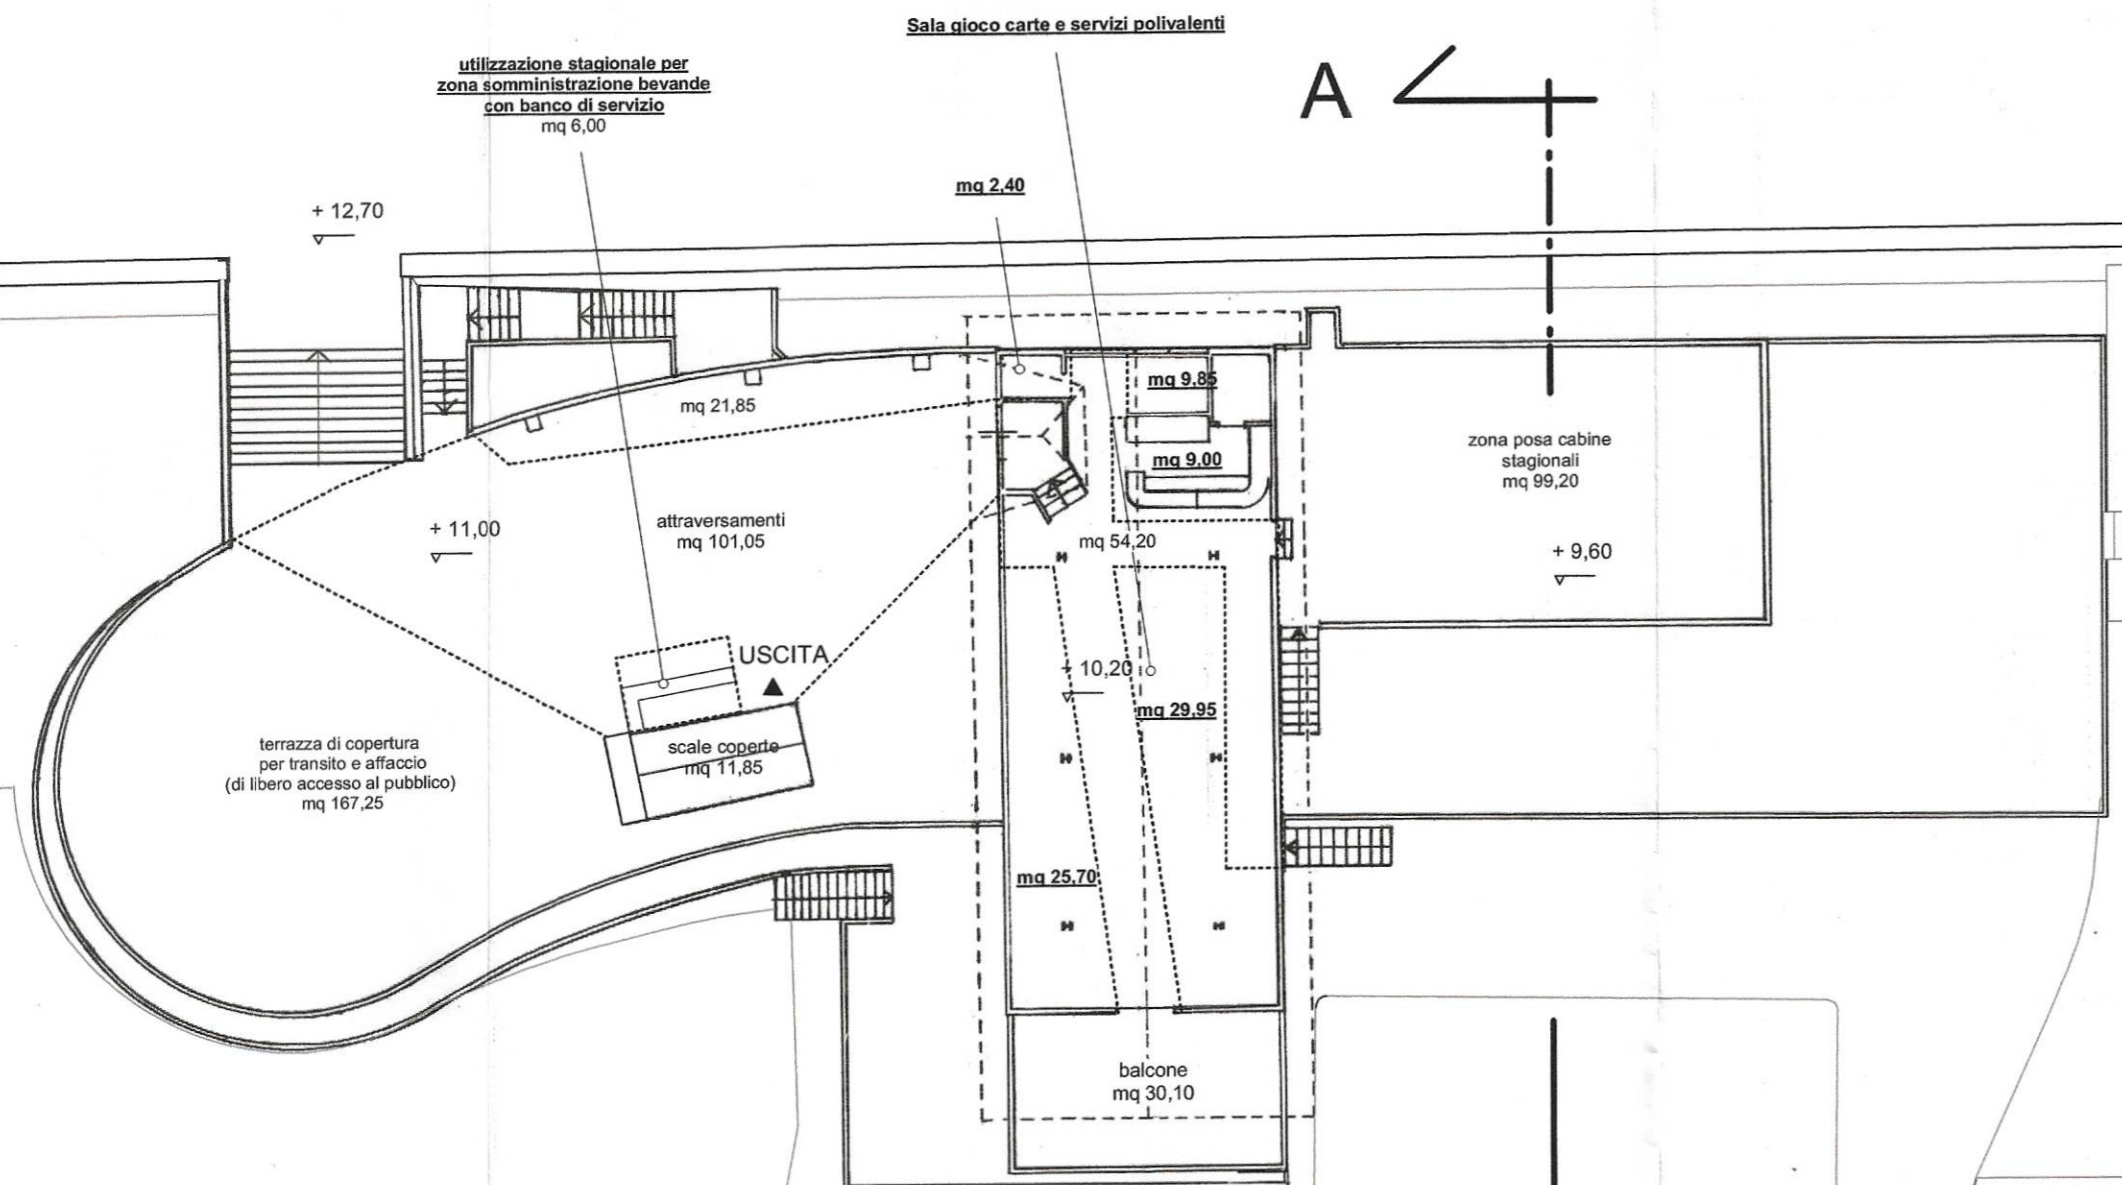 Sala gioco carte e servizi polivalenti
utilizzazione stagionale per
zona somministrazione bevande
con banco di servizio
mq 6,00
A
mq 2,40
+ 12,70
mq 9,85
mq 21,85
zona posa cabine
stagionali
mq 99,20
mq 9,00
+ 11,00
attraversamenti
mq 101,05
mq 54,20
+ 9,60
USCITA
+ 10,20
mq 29,95
terrazza di copertura
per transito e affaccio
(di libero accesso al pubblico)
mq 167,25
scale coperte
mq 11,85
mq 25,70
balcone
mq 30,10